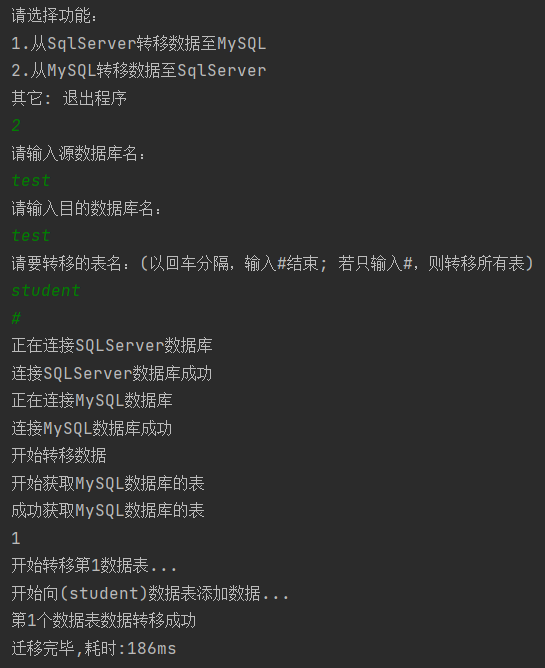 请选择功能:
1.从SqlServer转移数据至MySQL
2.从MySQL转移数据至SqlServer
其它: 退出程序
2
请输入源数据库名:
test
请输入目的数据库名:
test
请要转移的表名:(以回车分隔，输入#结束; 若只输入#，则转移所有表)
student
#
正在连接SQLServer数据库
连接SQLServer数据库成功
正在连接MySQL数据库
连接MySQL数据库成功
开始转移数据
开始获取MySQL数据库的表
成功获取MySQL数据库的表
1
开始转移第1数据表...
开始向(student)数据表添加数据...
第1个数据表数据转移成功
迁移完毕,耗时:186ms